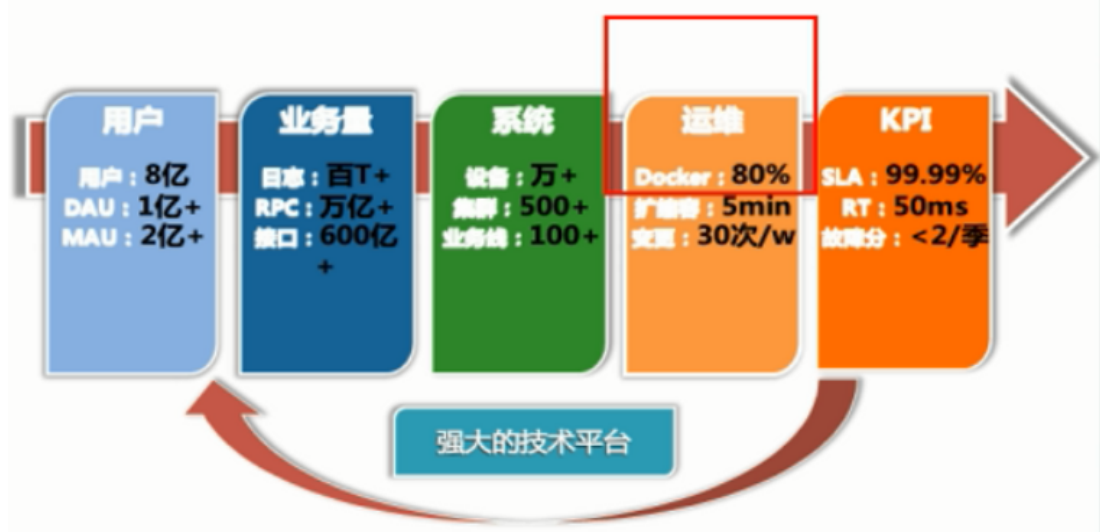 用户
用户：8亿
DAU：1亿+
MAU：2亿+
业务量
日志：百T+
RPC：万亿+
接口：600亿
+
系统
设备：万+
集群：500+
业务线：100+
运维
Docker：80%
扩缩容：5min
变更：30次/w
KPI
SLA：99.99%
RT：50ms
故障分：<2/季
强大的技术平台